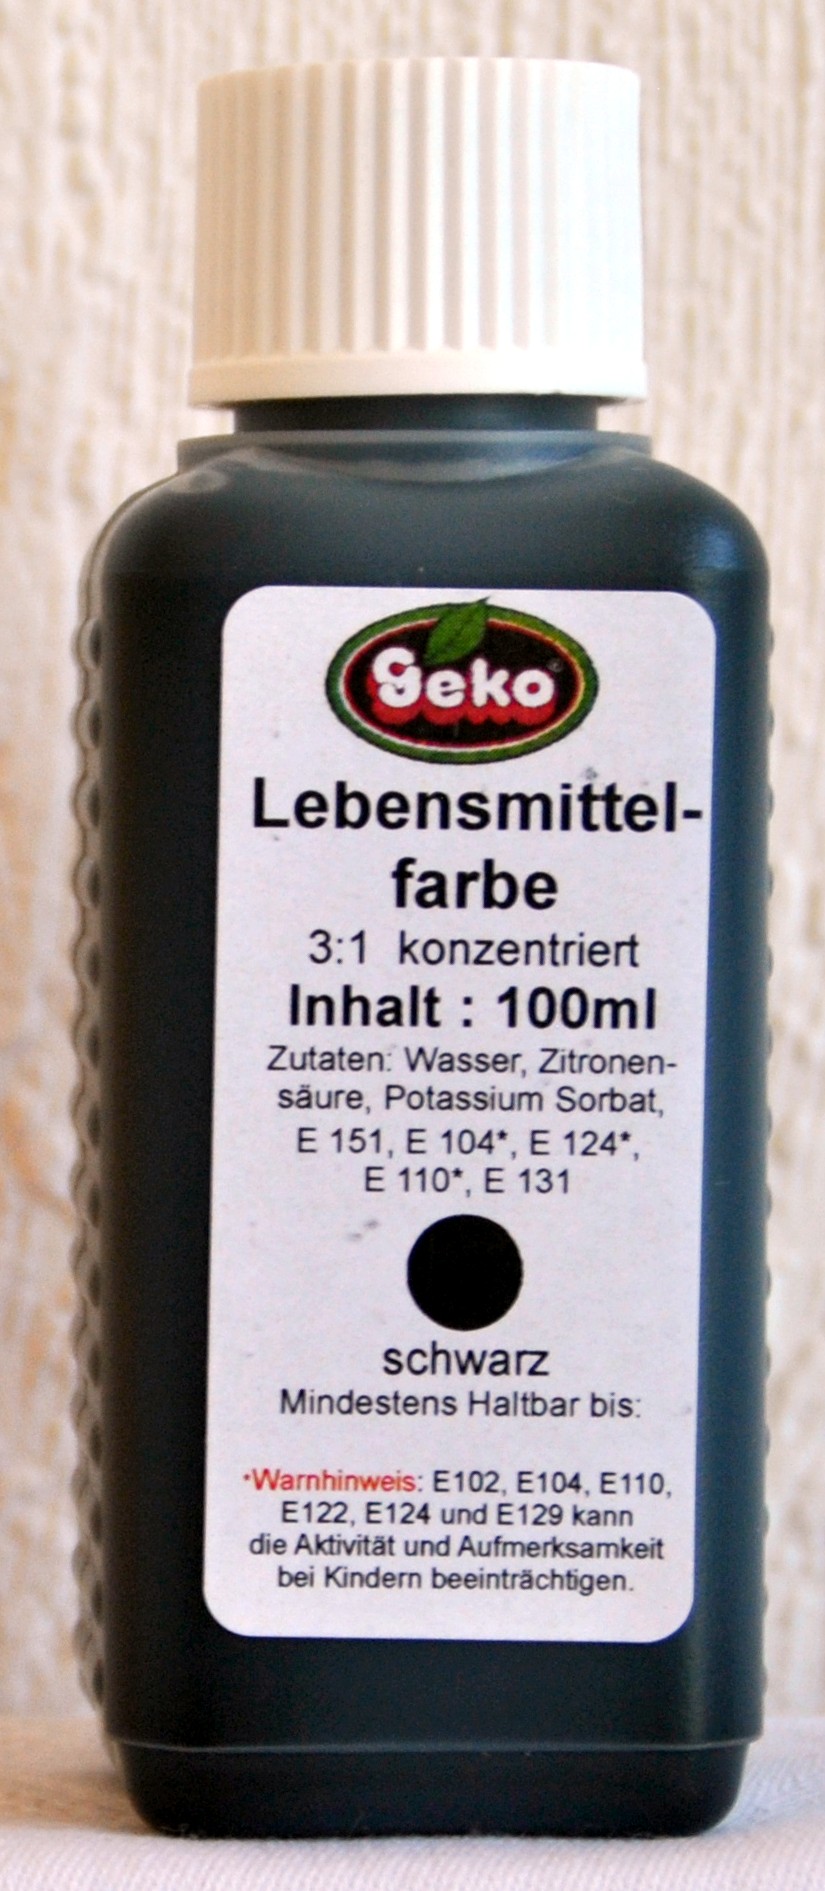 Geko
Lebensmittel-
farbe
3:1 konzentriert
Inhalt : 100ml
Zutaten: Wasser, Zitronen-
säure, Potassium Sorbat,
E 151, E 104*, E 124*,
E 110*, E 131
schwarz
Mindestens Haltbar bis:
*Warnhinweis: E102, E104, E110,
E122, E124 und E129 kann
die Aktivität und Aufmerksamkeit
bei Kindern beeinträchtigen.